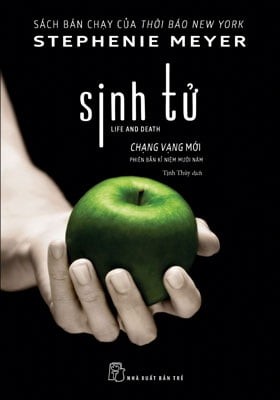 SÁCH BÁN CHẠY CỦA THỜI BÁO NEW YORK
STEPHENIE MEYER
sinh tử
LIFE AND DEATH
CHẠNG VẠNG MỚI
PHIÊN BẢN KỈ NIỆM MƯỜI NĂM
Tịnh Thủy dịch
NHÀ XUẤT BẢN TRẺ